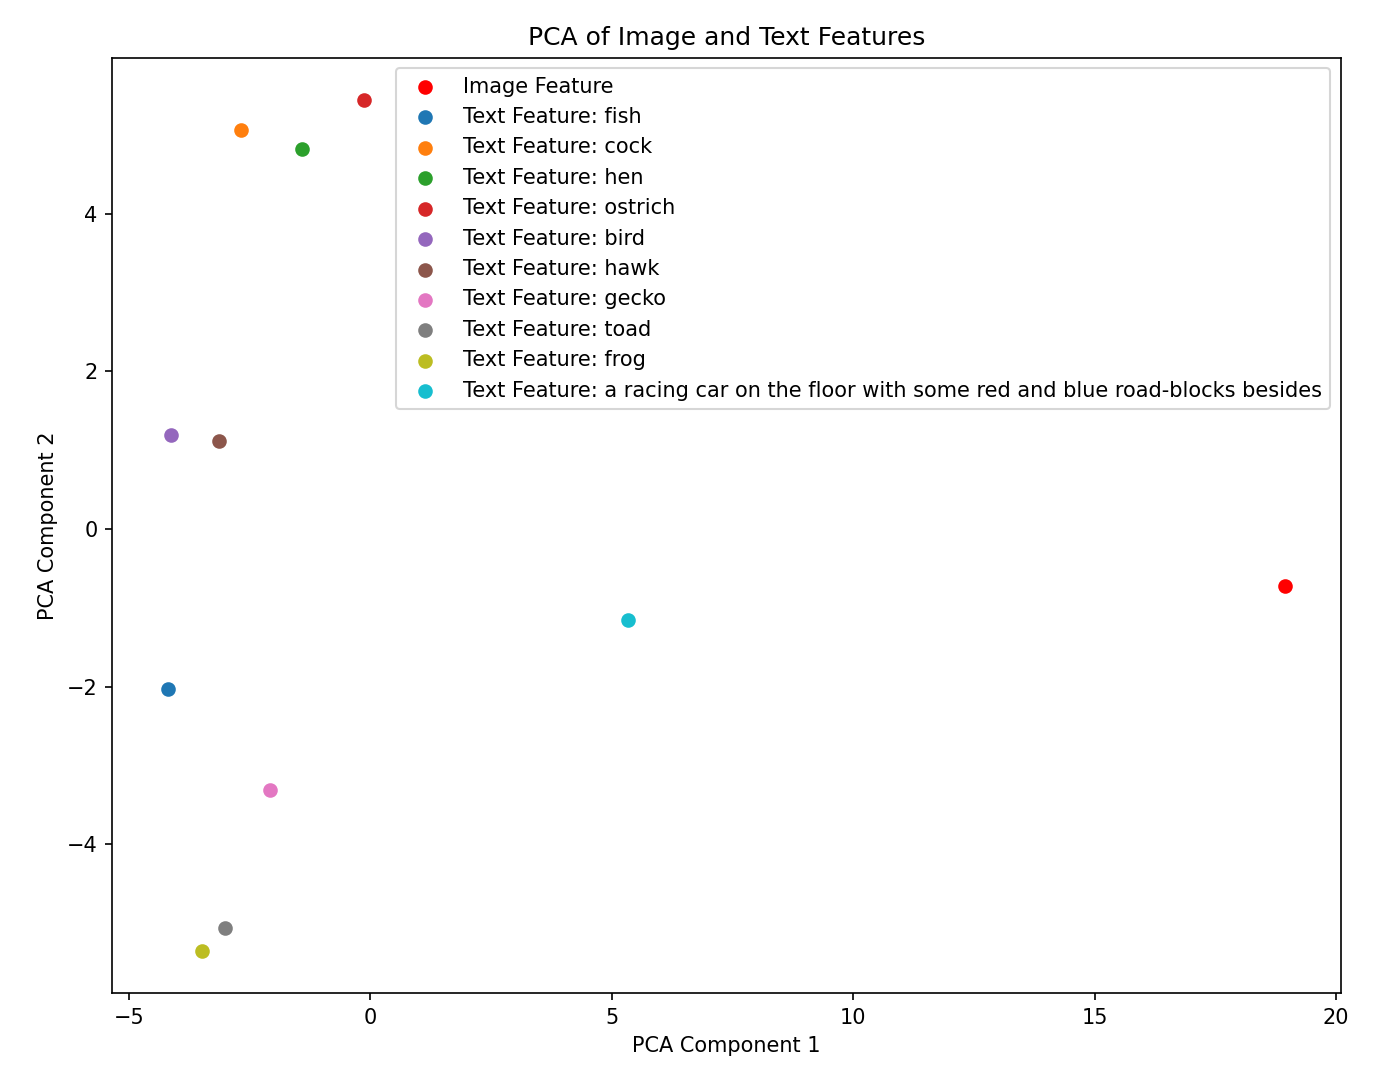 PCA of Image and Text Features
Image Feature
Text Feature: fish
Text Feature: cock
Text Feature: hen
Text Feature: ostrich
Text Feature: bird
Text Feature: hawk
Text Feature: gecko
Text Feature: toad
Text Feature: frog
Text Feature: a racing car on the floor with some red and blue road-blocks besides
4
2
0
−2
−4
PCA Component 2
−5
0
5
10
15
20
PCA Component 1